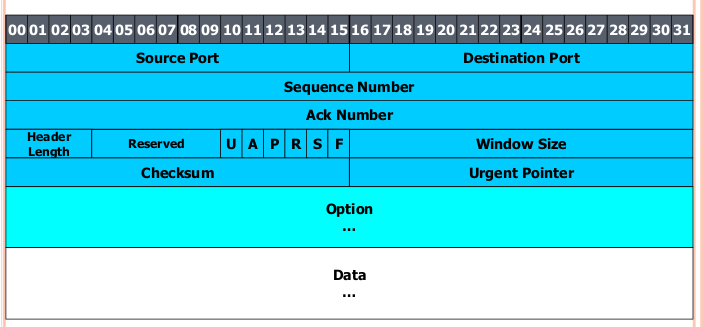 00 01 02 03 04 05 06 07 08 09 10 11 12 13 14 15 16 17 18 19 20 21 22 23 24 25 26 27 28 29 30 31
Source Port Destination Port
Sequence Number
Ack Number
Header
Length
Reserved U A P R S F Window Size
Checksum Urgent Pointer
Option
...
Data
...